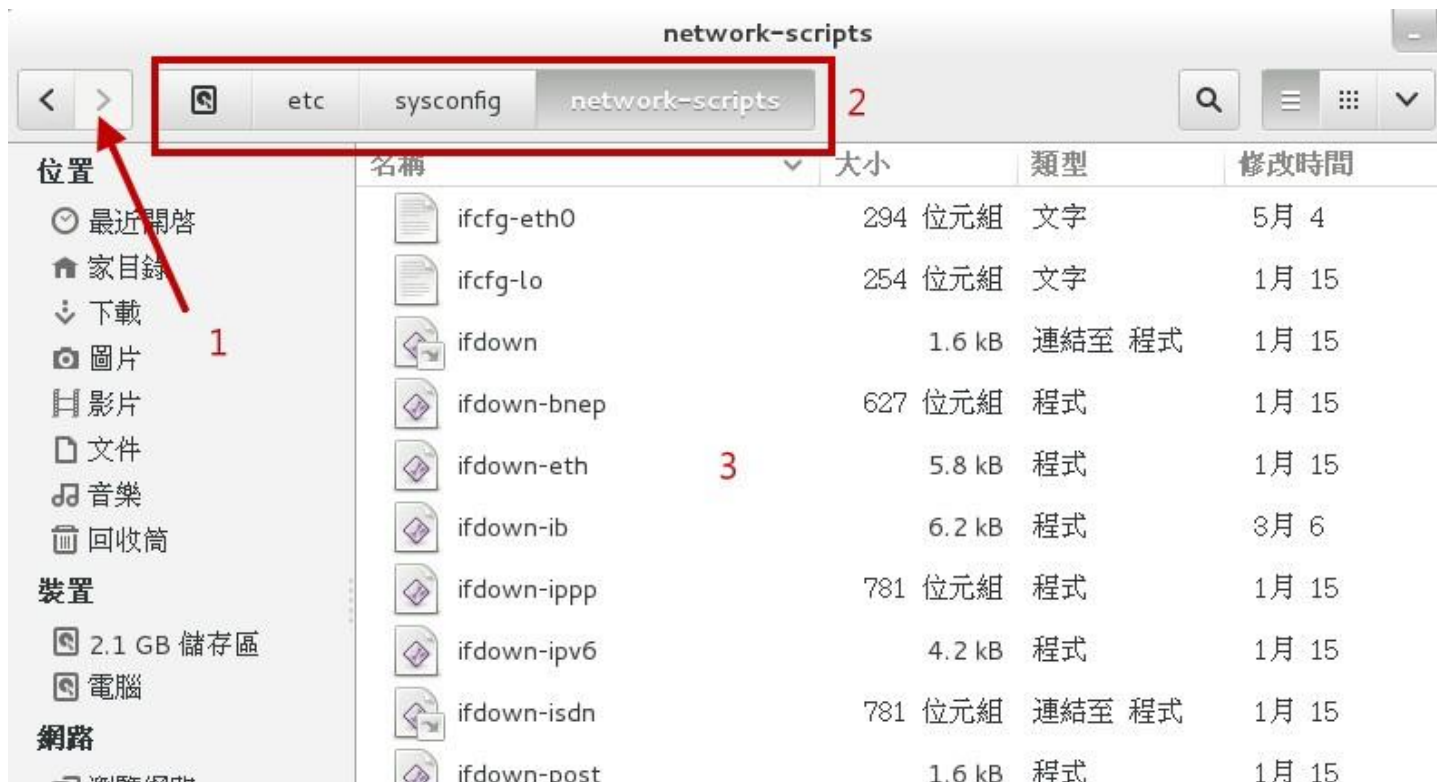 network-scripts
etc sysconfig network-scripts 2
位置 名稱 大小 類型 修改時間
最近開啓 ifcfg-eth0 294 位元組 文字 5月 4
家目錄 ifcfg-lo 254 位元組 文字 1月 15
下載
1
ifdown 1.6 kB 連結至 程式 1月 15
圖片
影片 ifdown-bnep 627 位元組 程式 1月 15
文件 ifdown-eth 3 5.8 kB 程式 1月 15
音樂
回收筒 ifdown-ib 6.2 kB 程式 3月 6
裝置 ifdown-ippp 781 位元組 程式 1月 15
2.1 GB 儲存區 ifdown-ipv6 4.2 kB 程式 1月 15
電腦
網路 ifdown-isdn 781 位元組 連結至 程式 1月 15
瀏覽網路 ifdown-post 1.6 kB 程式 1月 15